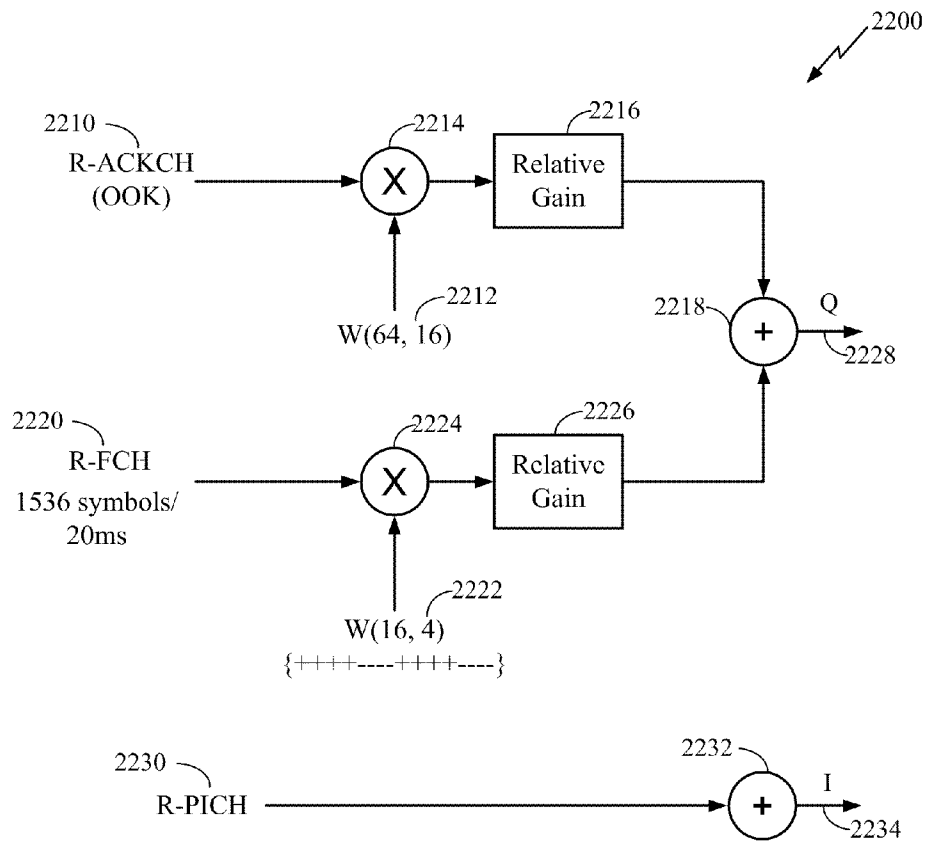 2200
2210
R-ACKCH
(OOK)
2214
X
2216
Relative
Gain
2212
W(64, 16)
2218
+
Q
2228
2220
R-FCH
1536 symbols/
20ms
2224
X
2226
Relative
Gain
2222
W(16, 4)
{++++----++++----}
2230
R-PICH
2232
+
I
2234